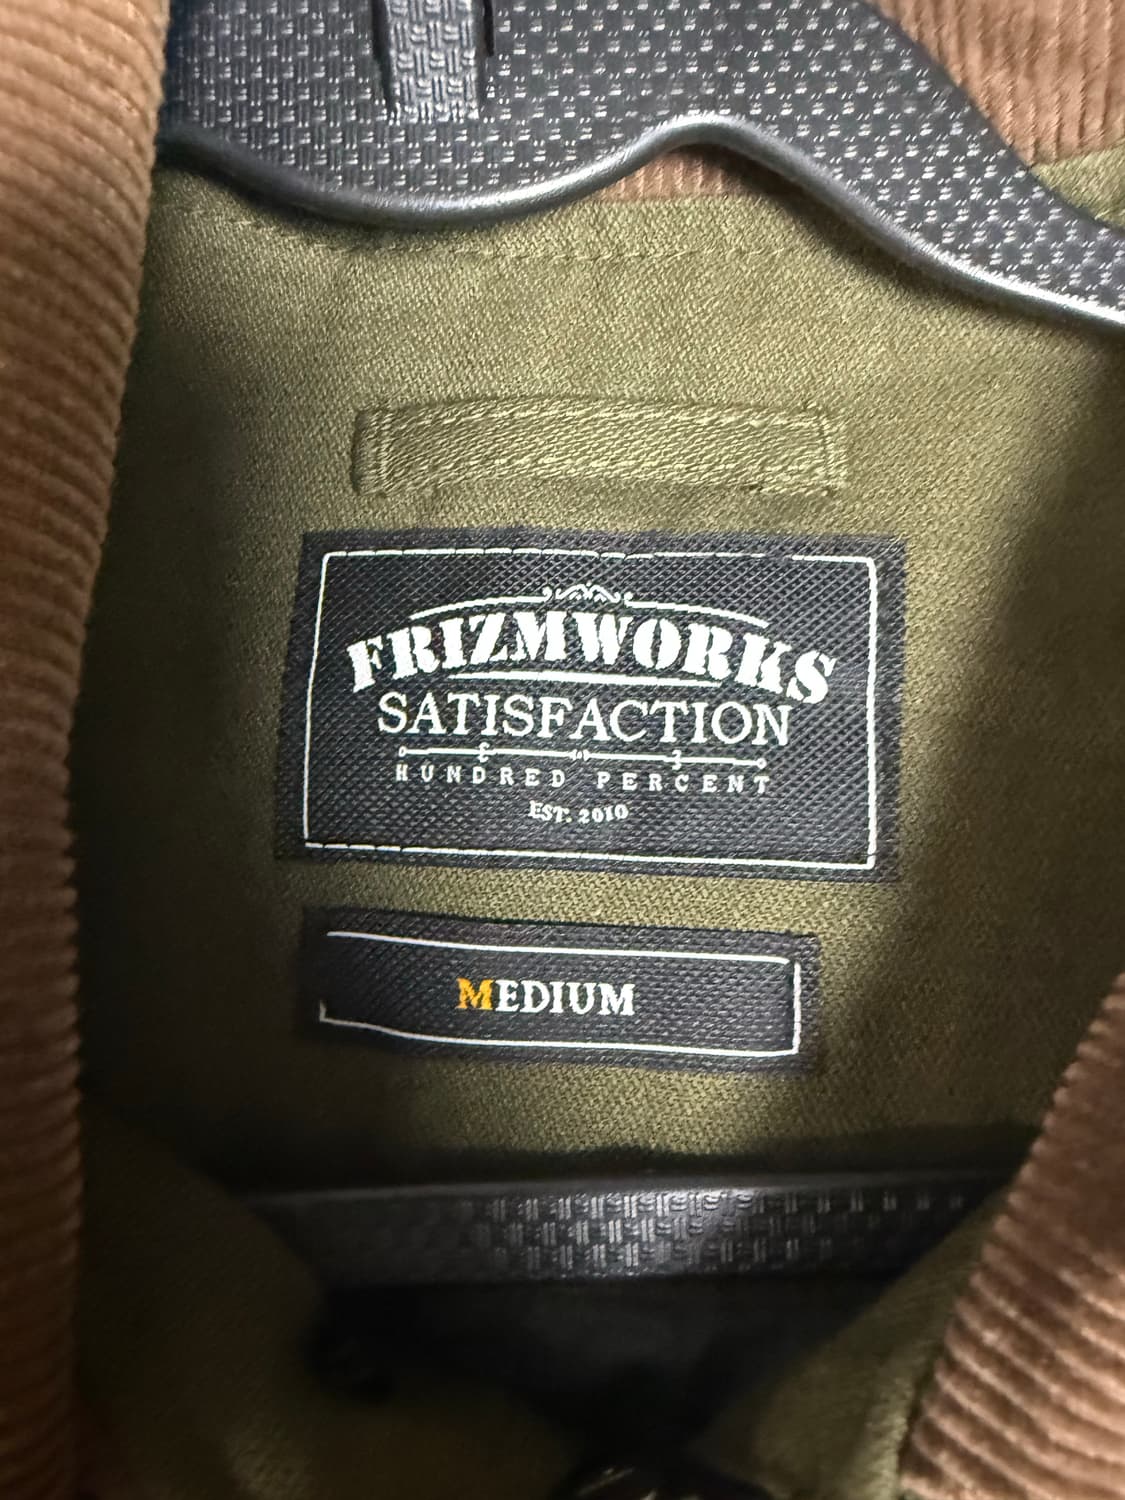 FRIZMWORKS
SATISFACTION
HUNDRED PERCENT
EST. 2010
MEDIUM